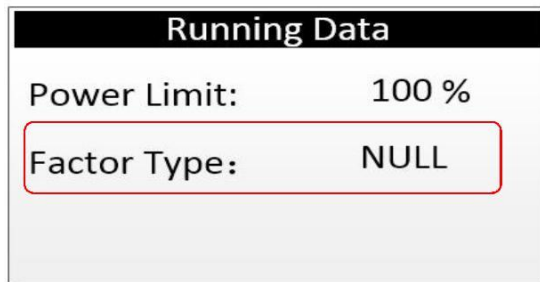 Running Data
Power Limit: 100 %
Factor Type： NULL